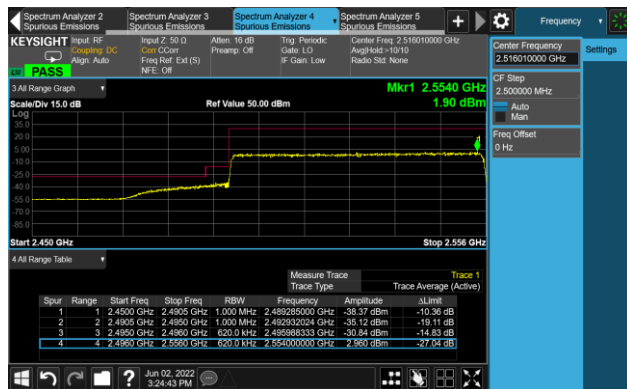 Spectrum Analyzer 2
Spurious Emissions
Spectrum Analyzer 3
Spurious Emissions
Spectrum Analyzer 4
Spurious Emissions
Spectrum Analyzer 5
Spurious Emissions
+
Frequency
KEYSIGHT
Input: RF
Coupling: DC
Align: Auto
Input Z: 50 Ω
Corr CCorr
Freq Ref: Ext (S)
NFE: Off
Atten: 16 dB
Preamp: Off
Trig: Periodic
Gate: LO
IF Gain: Low
Center Freq: 2.516010000 GHz
Avg|Hold:>10/10
Radio Std: None
PASS
Center Frequency
2.516010000 GHz
Settings
CF Step
2.500000 MHz
Auto
Man
Freq Offset
0 Hz
3 All Range Graph
Mkr1 2.5540 GHz
Scale/Div 15.0 dB
Ref Value 50.00 dBm
1.90 dBm
Log
35.0
20.0
5.00
-10.0
-25.0
-40.0
-55.0
-70.0
-85.0
Start 2.450 GHz
Stop 2.556 GHz
4 All Range Table
Measure Trace Trace 1
Trace Type Trace Average (Active)
Spur Range Start Freq Stop Freq RBW Frequency Amplitude ΔLimit
1 1 2.4500 GHz 2.4905 GHz 1.000 MHz 2.489285000 GHz -38.37 dBm -10.36 dB
2 2 2.4905 GHz 2.4950 GHz 1.000 MHz 2.492932024 GHz -35.12 dBm -19.11 dB
3 3 2.4950 GHz 2.4960 GHz 620.0 kHz 2.495988333 GHz -30.84 dBm -14.83 dB
4 4 2.4960 GHz 2.5560 GHz 620.0 kHz 2.554000000 GHz 2.960 dBm -27.04 dB
?
Jun 02, 2022
3:24:43 PM